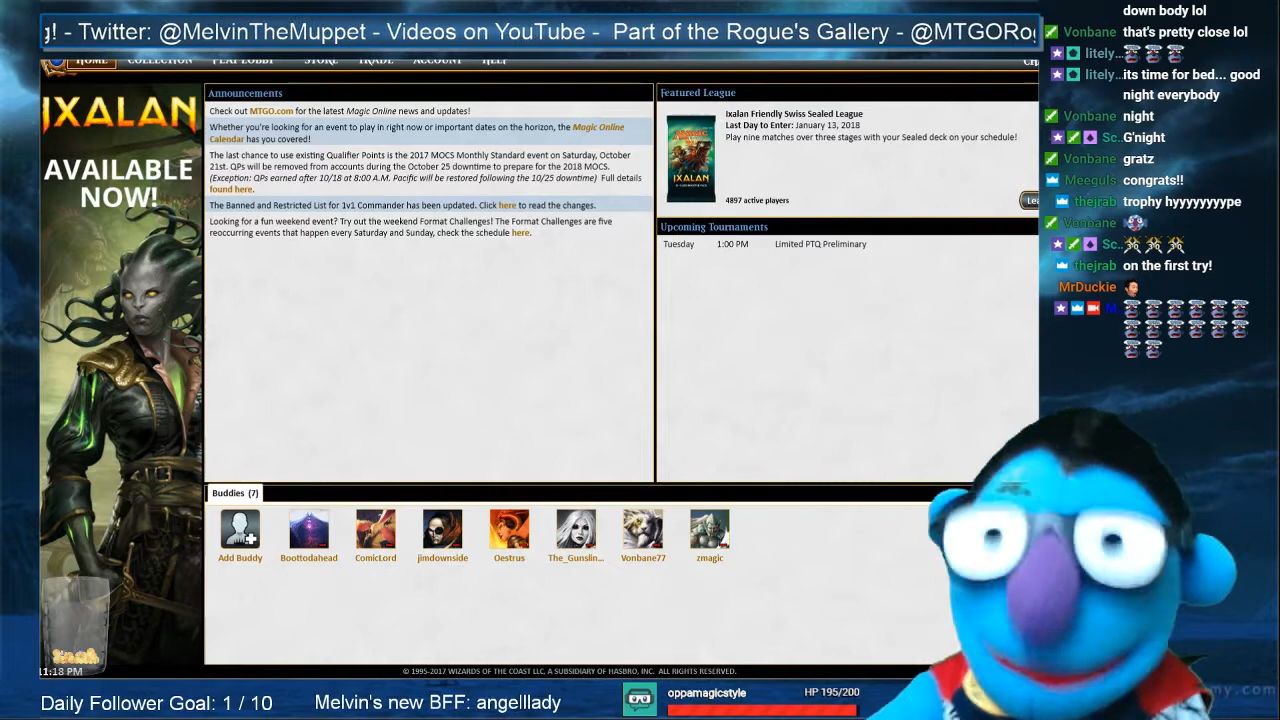 g! - Twitter: @MelvinTheMuppet - Videos on YouTube - Part of the Rogue's Gallery - @MTGORog
HOME COLLECTION PLAY LOBBY STORE TRADE ACCOUNT HELP
IXALAN
AVAILABLE
NOW!
Announcements
Check out MTGO.com for the latest Magic Online news and updates!
Whether you're looking for an event to play in right now or important dates on the horizon, the Magic Online
Calendar has you covered!
The last chance to use existing Qualifier Points is the 2017 MOCS Monthly Standard event on Saturday, October
21st. QPs will be removed from accounts during the October 25 downtime to prepare for the 2018 MOCS.
(Exception: QPs earned after 10/18 at 8:00 A.M. Pacific will be restored following the 10/25 downtime) Full details
found here.
The Banned and Restricted List for 1v1 Commander has been updated. Click here to read the changes.
Looking for a fun weekend event? Try out the weekend Format Challenges! The Format Challenges are five
reoccurring events that happen every Saturday and Sunday, check the schedule here.
Featured League
Ixalan Friendly Swiss Sealed League
Last Day to Enter: January 13, 2018
Play nine matches over three stages with your Sealed deck on your schedule!
IXALAN
4897 active players
Lea
Upcoming Tournaments
Tuesday 1:00 PM Limited PTQ Preliminary
Buddies (7)
Add Buddy Boottodahead ComicLord jimdownside Oestrus The_Gunslin... Vonbane77 zmagic
11:18 PM
© 1995-2017 WIZARDS OF THE COAST LLC, A SUBSIDIARY OF HASBRO, INC. ALL RIGHTS RESERVED.
Daily Follower Goal: 1 / 10
Melvin's new BFF: angelllady
oppamagicstyle HP 195/200
down body lol
Vonbane that's pretty close lol
litely...
litely... its time for bed... good
night everybody
Vonbane night
Sc... G'night
Vonbane gratz
Meeguls congrats!!
thejrab trophy hyyyyyyype
Vonbane
Sc...
thejrab on the first try!
MrDuckie
M
my.com